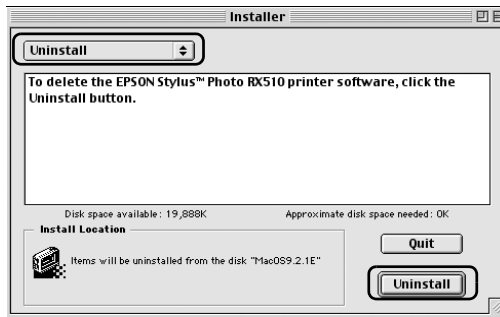 Installer
Uninstall
To delete the EPSON Stylus™ Photo RX510 printer software, click the
Uninstall button.
Disk space available: 19,888K Approximate disk space needed: 0K
Install Location
Items will be uninstalled from the disk "MacOS9.2.1E"
Quit
Uninstall